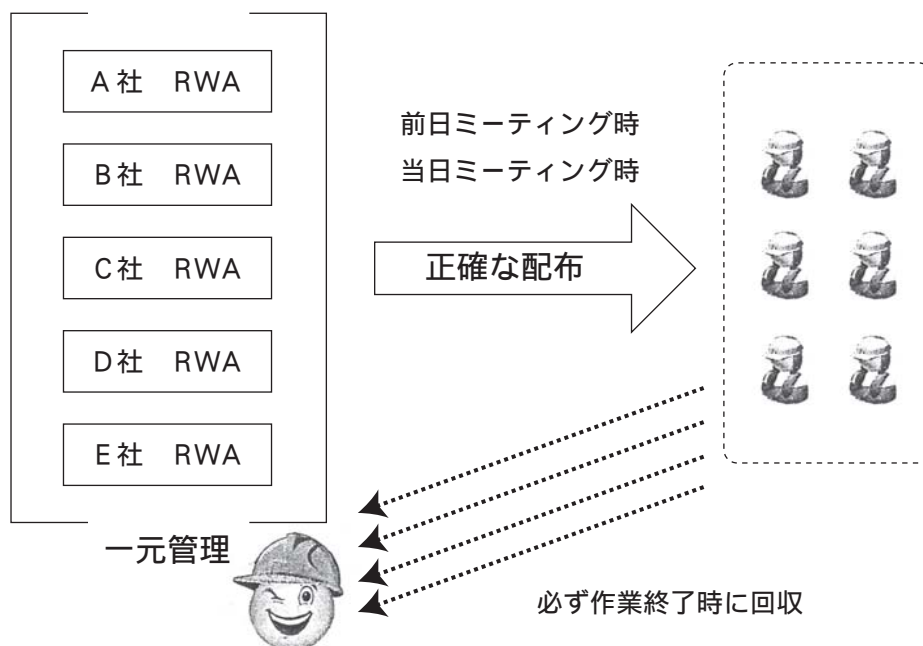 A社　RWA
B社　RWA
C社　RWA
D社　RWA
E社　RWA
一元管理
前日ミーティング時
当日ミーティング時
正確な配布
必ず作業終了時に回収